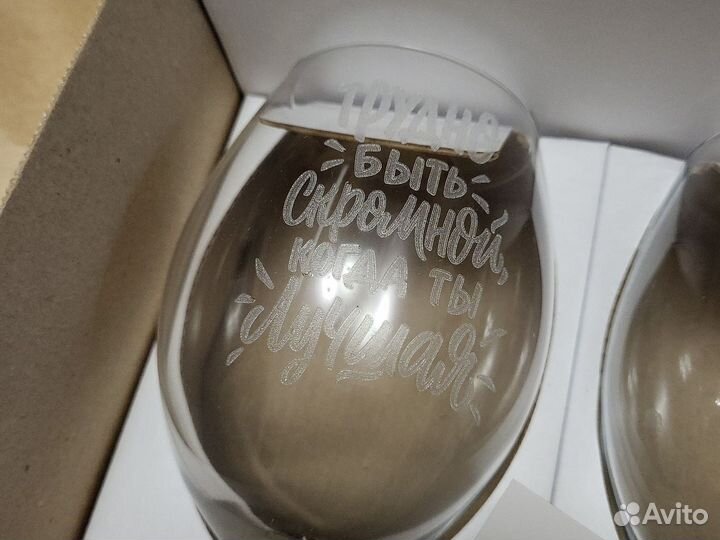 ТРУДНО
БЫТЬ
СКРОМНОЙ,
КОГДА ТЫ
Лучшая
Avito